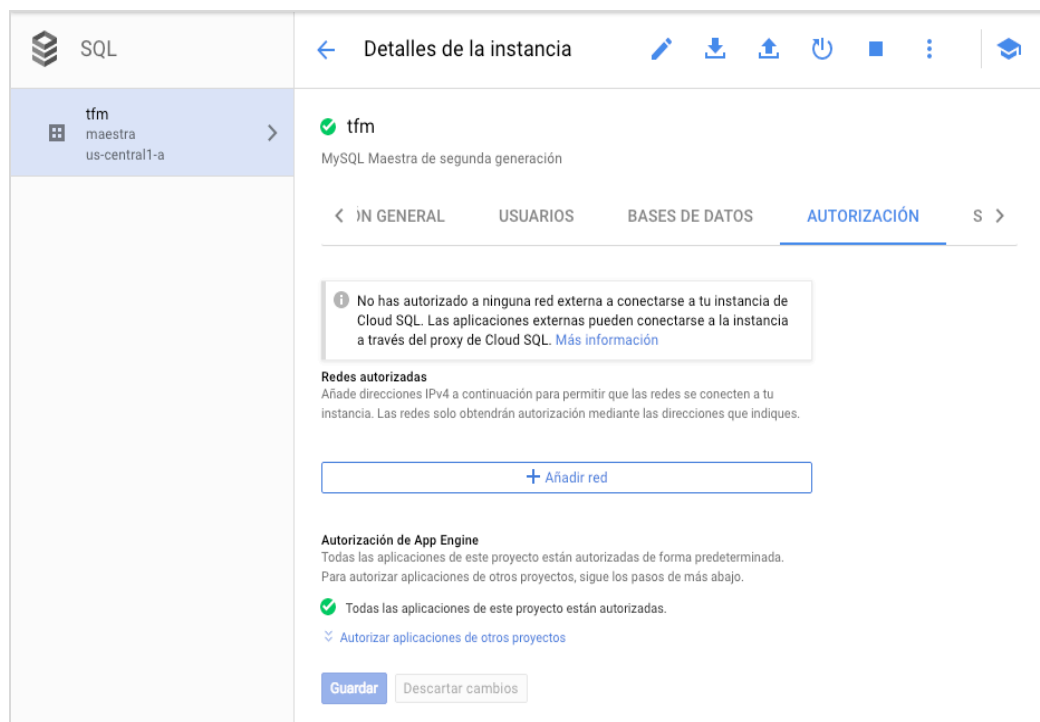 SQL
Detalles de la instancia
tfm
maestra
us-central1-a
tfm
MySQL Maestra de segunda generación
ÓN GENERAL USUARIOS BASES DE DATOS AUTORIZACIÓN S
No has autorizado a ninguna red externa a conectarse a tu instancia de
Cloud SQL. Las aplicaciones externas pueden conectarse a la instancia
a través del proxy de Cloud SQL. Más información
Redes autorizadas
Añade direcciones IPv4 a continuación para permitir que las redes se conecten a tu
instancia. Las redes solo obtendrán autorización mediante las direcciones que indiques.
+ Añadir red
Autorización de App Engine
Todas las aplicaciones de este proyecto están autorizadas de forma predeterminada.
Para autorizar aplicaciones de otros proyectos, sigue los pasos de más abajo.
Todas las aplicaciones de este proyecto están autorizadas.
Autorizar aplicaciones de otros proyectos
Guardar Descartar cambios